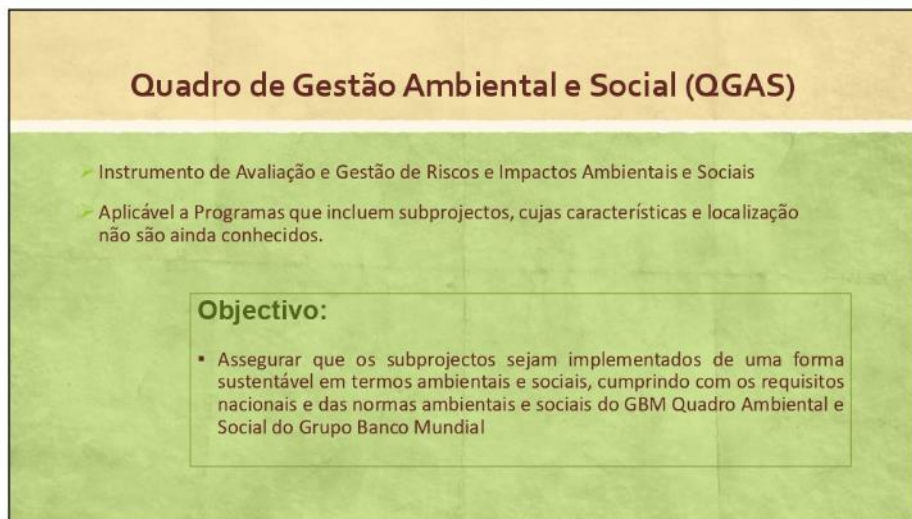 Quadro de Gestão Ambiental e Social (QGAS)
Instrumento de Avaliação e Gestão de Riscos e Impactos Ambientais e Sociais
Aplicável a Programas que incluem subprojectos, cujas características e localização
não são ainda conhecidos.
Objectivo:
Assegurar que os subprojectos sejam implementados de uma forma
sustentável em termos ambientais e sociais, cumprindo com os requisitos
nacionais e das normas ambientais e sociais do GBM Quadro Ambiental e
Social do Grupo Banco Mundial